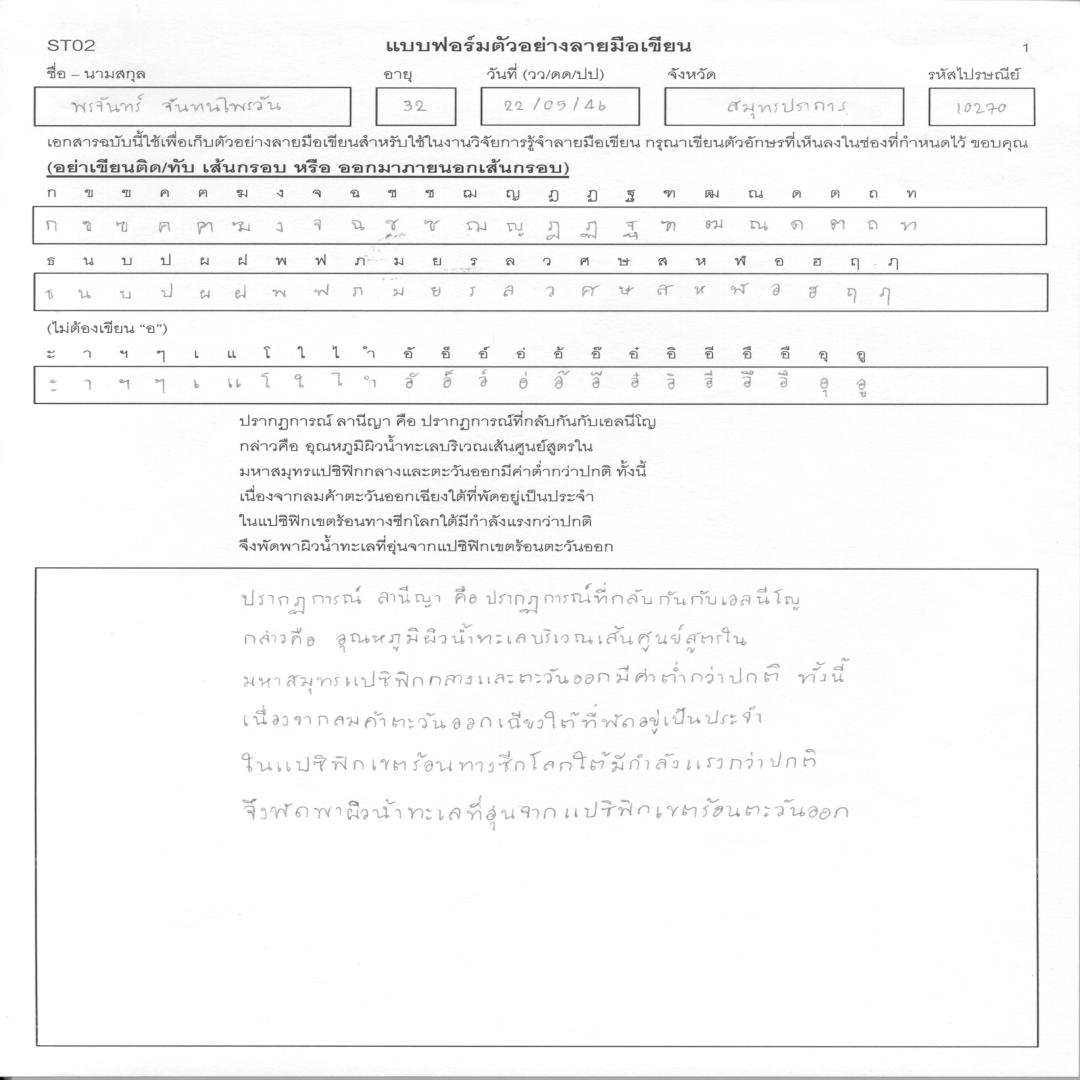 ST02 แบบฟอร์มตัวอย่างลายมือเขียน 1
ชื่อ – นามสกุล อายุ วันที่ (วว/ดด/ปป) จังหวัด รหัสไปรษณีย์
พรจันทร์ จันทนไพรวัน 32 22/05/46 สมุทรปราการ 10270
เอกสารฉบับนี้ใช้เพื่อเก็บตัวอย่างลายมือเขียนสำหรับใช้ในงานวิจัยการรู้จำลายมือเขียน กรุณาเขียนตัวอักษรที่เห็นลงในช่องที่กำหนดไว้ ขอบคุณ
(อย่าเขียนติด/ทับ เส้นกรอบ หรือ ออกมาภายนอกเส้นกรอบ)
ก ข ฃ ค ฅ ฆ ง จ ฉ ช ซ ฌ ญ ฎ ฏ ฐ ฑ ฒ ณ ด ต ถ ท
ก ข ฃ ค ฅ ฆ ง จ ฉ ช ซ ฌ ญ ฎ ฏ ฐ ฑ ฒ ณ ด ต ถ ท
ธ น บ ป ผ ฝ พ ฟ ภ ม ย ร ล ว ศ ษ ส ห ฬ อ ฮ ฤ ฦ
ธ น บ ป ผ ฝ พ ฟ ภ ม ย ร ล ว ศ ษ ส ห ฬ อ ฮ ฤ ฦ
(ไม่ต้องเขียน “อ”)
ะ า ฯ ๆ เ แ โ ใ ไ ำ อั อ็ อ์ อ่ อ้ อ๊ อ๋ อิ อี อึ อื อุ อู
ะ า ฯ ๆ เ แ โ ใ ไ ำ อั อ็ อ์ อ่ อ้ อ๊ อ๋ อิ อี อึ อื อุ อู
ปรากฏการณ์ ลานีญา คือ ปรากฏการณ์ที่กลับกันกับเอลนีโญ
กล่าวคือ อุณหภูมิผิวน้ำทะเลบริเวณเส้นศูนย์สูตรใน
มหาสมุทรแปซิฟิกกลางและตะวันออกมีค่าต่ำกว่าปกติ ทั้งนี้
เนื่องจากลมค้าตะวันออกเฉียงใต้ที่พัดอยู่เป็นประจำ
ในแปซิฟิกเขตร้อนทางซีกโลกใต้มีกำลังแรงกว่าปกติ
จึงพัดพาผิวน้ำทะเลที่อุ่นจากแปซิฟิกเขตร้อนตะวันออก
ปรากฏการณ์ ลานีญา คือ ปรากฏการณ์ที่กลับกันกับเอลนีโญ
กล่าวคือ อุณหภูมิผิวน้ำทะเลบริเวณเส้นศูนย์สูตรใน
มหาสมุทรแปซิฟิกกลางและตะวันออกมีค่าต่ำกว่าปกติ ทั้งนี้
เนื่องจากลมค้าตะวันออกเฉียงใต้ที่พัดอยู่เป็นประจำ
ในแปซิฟิกเขตร้อนทางซีกโลกใต้มีกำลังแรงกว่าปกติ
จึงพัดพาผิวน้ำทะเลที่อุ่นจากแปซิฟิกเขตร้อนตะวันออก